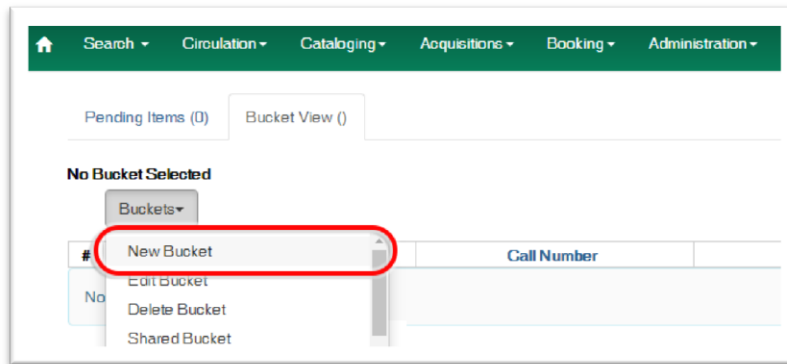 Search Circulation Cataloging Acquisitions Booking Administration
Pending Items (0) Bucket View ()
No Bucket Selected
Buckets
# Call Number
New Bucket
No
Edit Bucket
Delete Bucket
Shared Bucket